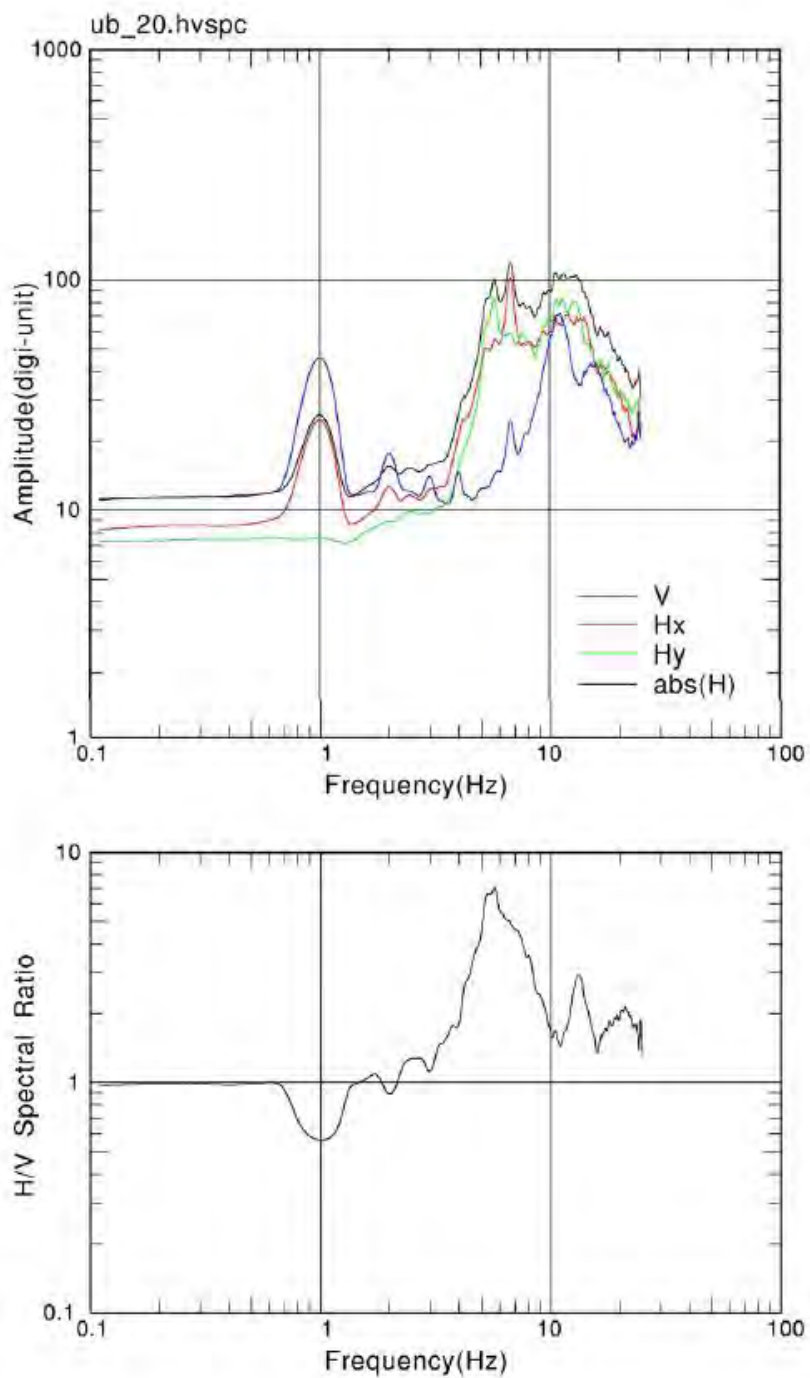 ub_20.hvspc
1000
100
10
1
Amplitude(digi-unit)
V
Hx
Hy
abs(H)
0.1 1 10 100
Frequency(Hz)
10
1
0.1
H/V Spectral Ratio
0.1 1 10 100
Frequency(Hz)